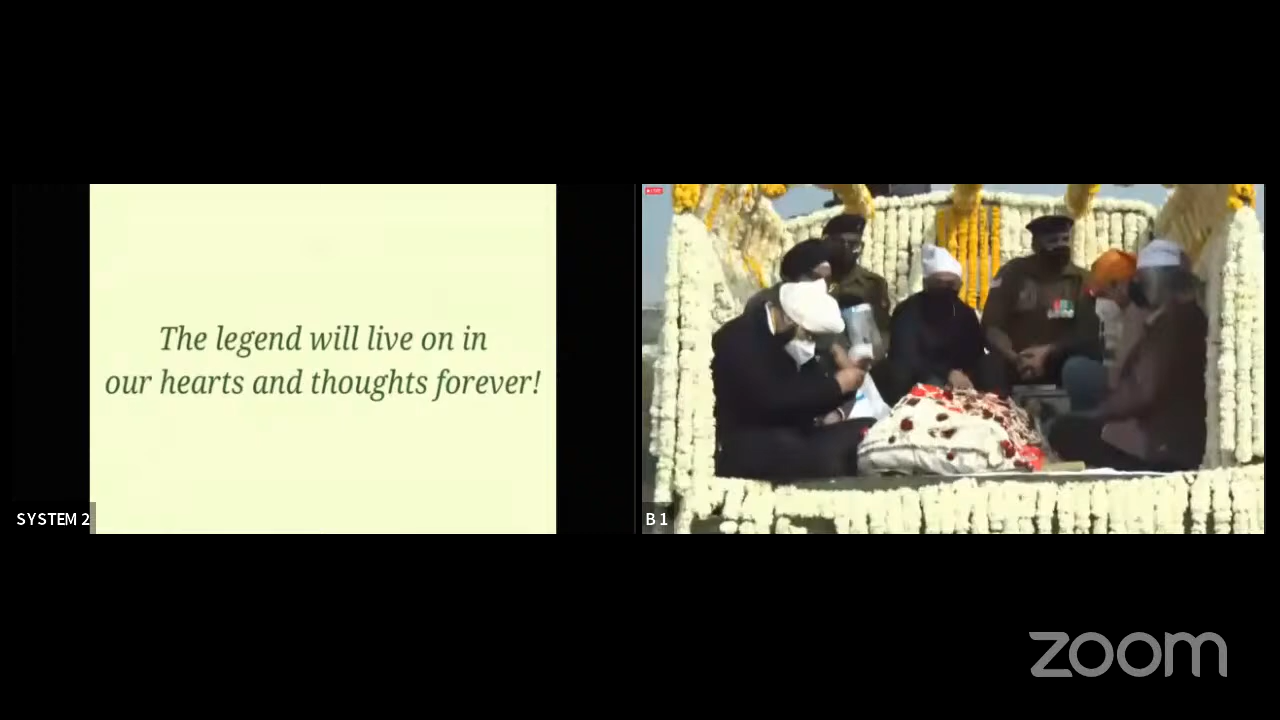 The legend will live on in
our hearts and thoughts forever!
SYSTEM 2
B 1
zoom